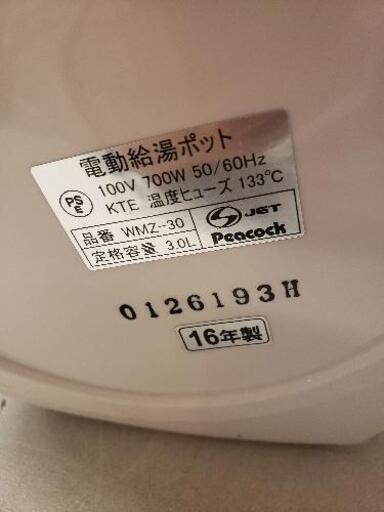 電動給湯ポット
PS
E
100V 700W 50/60Hz
KTE 温度ヒューズ 133℃
品番 WMZ-30
定格容量 3.0L
S JET
Peacock
0126193H
16年製